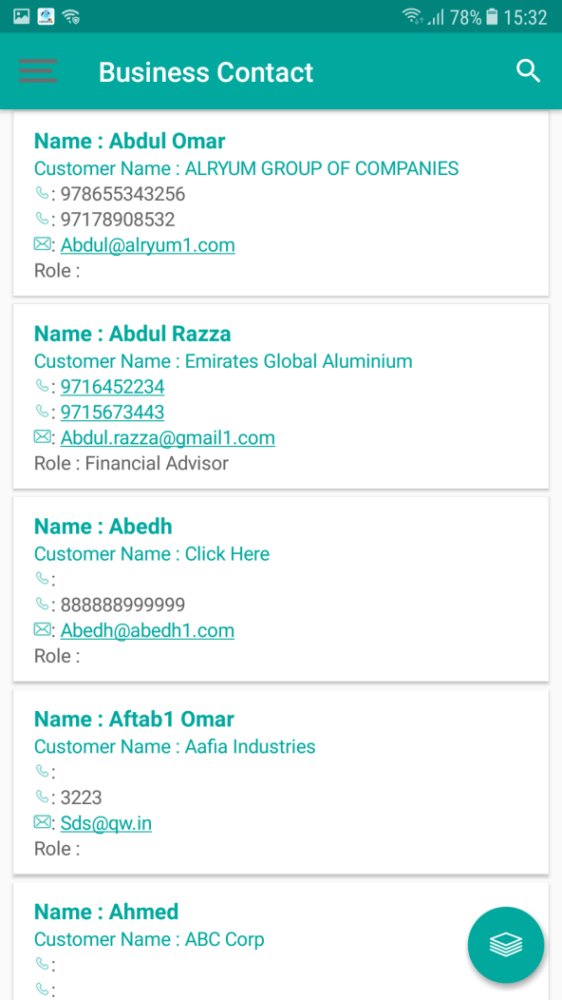 78% 15:32
Business Contact
Name : Abdul Omar
Customer Name : ALRYUM GROUP OF COMPANIES
: 978655343256
: 97178908532
: Abdul@alryum1.com
Role :
Name : Abdul Razza
Customer Name : Emirates Global Aluminium
: 9716452234
: 9715673443
: Abdul.razza@gmail1.com
Role : Financial Advisor
Name : Abedh
Customer Name : Click Here
:
: 888888999999
: Abedh@abedh1.com
Role :
Name : Aftab1 Omar
Customer Name : Aafia Industries
:
: 3223
: Sds@qw.in
Role :
Name : Ahmed
Customer Name : ABC Corp
:
: